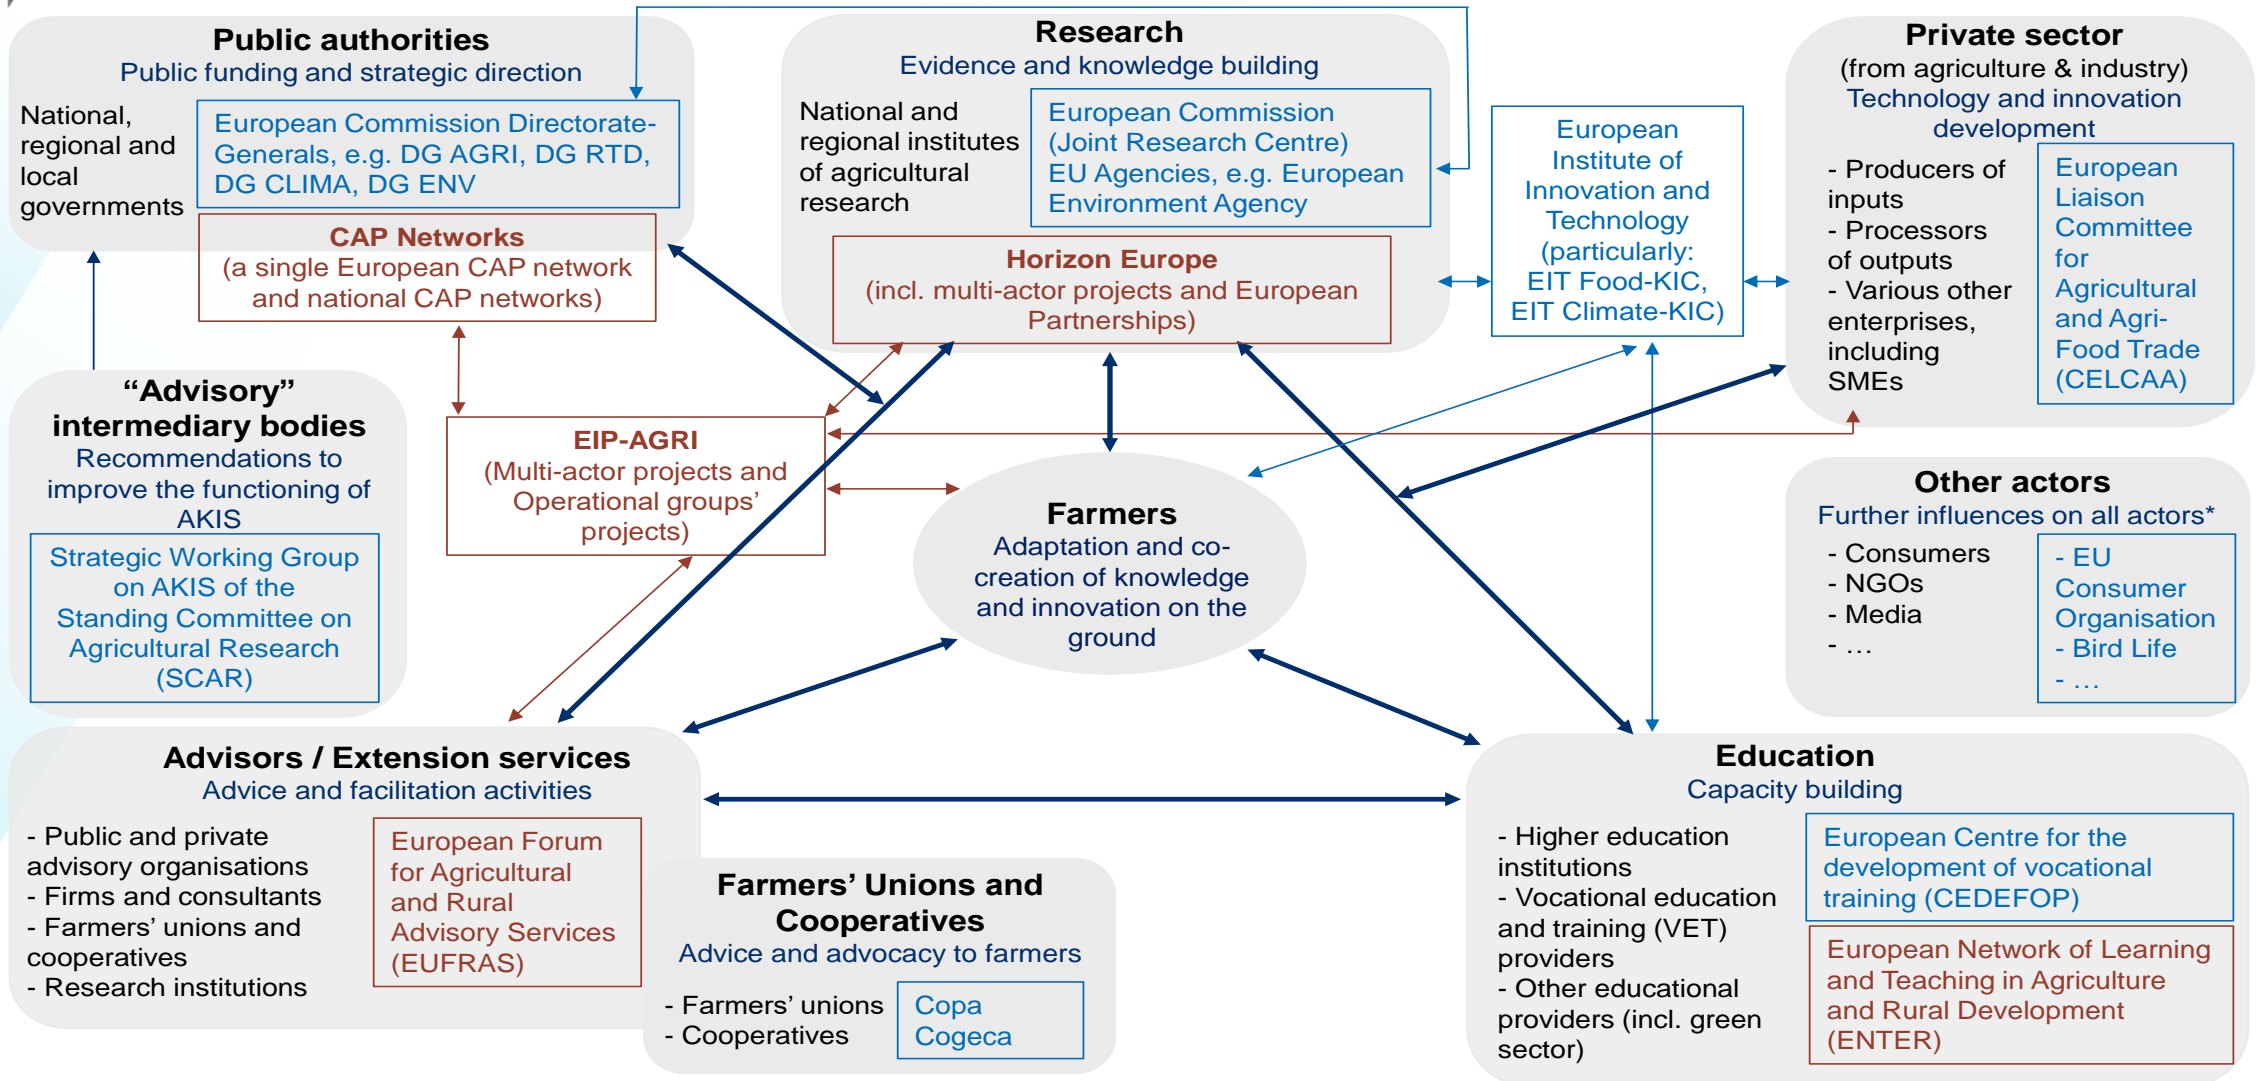 Public authorities
Public funding and strategic direction
National,
regional and
local
governments
European Commission Directorate-
Generals, e.g. DG AGRI, DG RTD,
DG CLIMA, DG ENV
CAP Networks
(a single European CAP network
and national CAP networks)
Research
Evidence and knowledge building
National and
regional institutes
of agricultural
research
European Commission
(Joint Research Centre)
EU Agencies, e.g. European
Environment Agency
Horizon Europe
(incl. multi-actor projects and European
Partnerships)
European
Institute of
Innovation and
Technology
(particularly:
EIT Food-KIC,
EIT Climate-KIC)
Private sector
(from agriculture & industry)
Technology and innovation
development
- Producers of
inputs
- Processors
of outputs
- Various other
enterprises,
including
SMEs
European
Liaison
Committee
for
Agricultural
and Agri-
Food Trade
(CELCAA)
“Advisory”
intermediary bodies
Recommendations to
improve the functioning of
AKIS
Strategic Working Group
on AKIS of the
Standing Committee on
Agricultural Research
(SCAR)
EIP-AGRI
(Multi-actor projects and
Operational groups’
projects)
Farmers
Adaptation and co-
creation of knowledge
and innovation on the
ground
Other actors
Further influences on all actors*
- Consumers
- NGOs
- Media
- …
- EU
Consumer
Organisation
- Bird Life
- …
Advisors / Extension services
Advice and facilitation activities
- Public and private
advisory organisations
- Firms and consultants
- Farmers’ unions and
cooperatives
- Research institutions
European Forum
for Agricultural
and Rural
Advisory Services
(EUFRAS)
Farmers’ Unions and
Cooperatives
Advice and advocacy to farmers
- Farmers’ unions
- Cooperatives
Copa
Cogeca
Education
Capacity building
- Higher education
institutions
- Vocational education
and training (VET)
providers
- Other educational
providers (incl. green
sector)
European Centre for the
development of vocational
training (CEDEFOP)
European Network of Learning
and Teaching in Agriculture
and Rural Development
(ENTER)